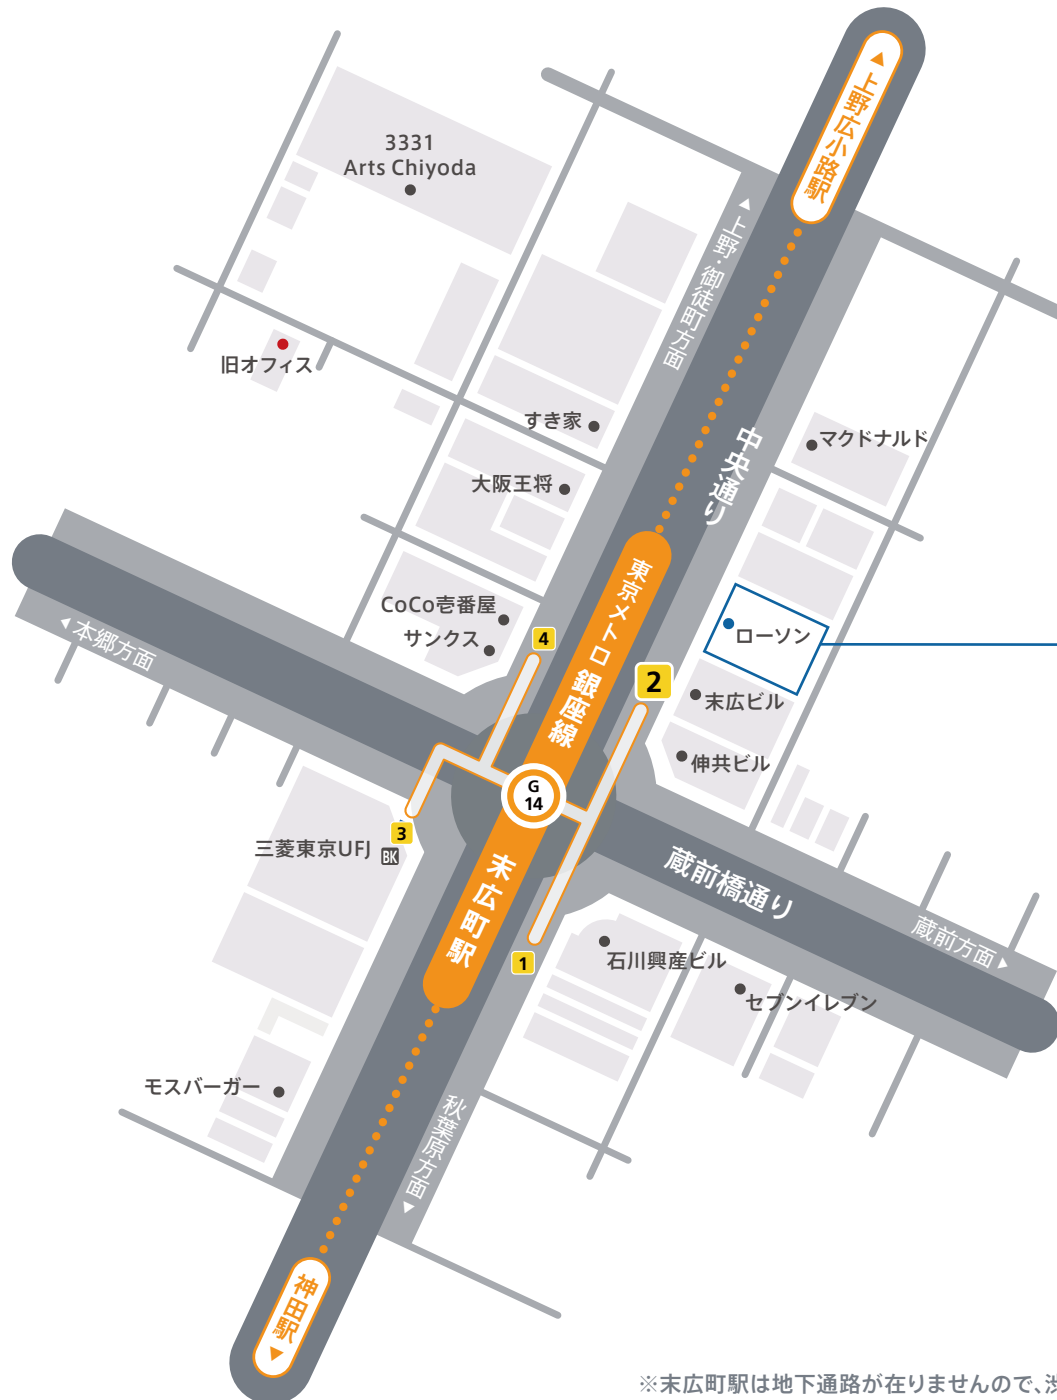 上野広小路駅
3331
Arts Chiyoda
上野・御徒町方面
旧オフィス
すき家
中央通り
マクドナルド
大阪王将
東京メトロ 銀座線
CoCo壱番屋
サンクス
4
ローソン
本郷方面
2
末広ビル
伸共ビル
G
14
3
三菱東京UFJ
BK
末広町駅
蔵前橋通り
蔵前方面
1
石川興産ビル
セブンイレブン
モスバーガー
秋葉原方面
神田駅
※末広町駅は地下通路が在りませんので、渋